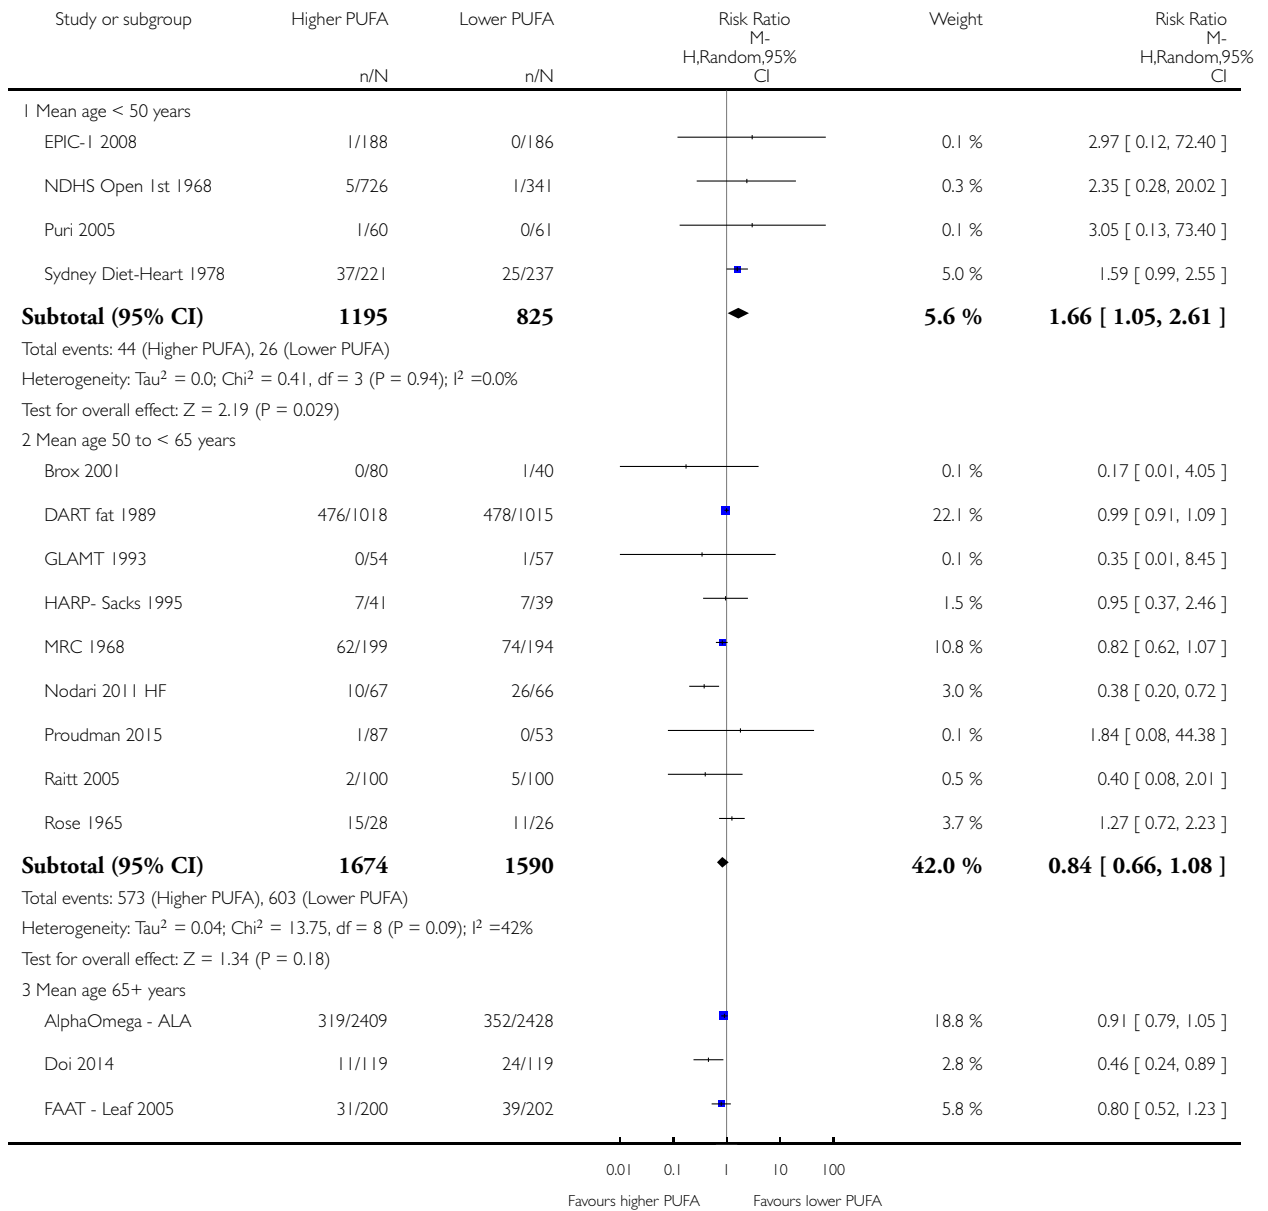 Study or subgroup Higher PUFA Lower PUFA Risk Ratio Weight Risk Ratio
M- M-
H,Random,95% H,Random,95%
n/N n/N CI CI
1 Mean age < 50 years
EPIC-1 2008 1/188 0/186 0.1 % 2.97 [ 0.12, 72.40 ]
NDHS Open 1st 1968 5/726 1/341 0.3 % 2.35 [ 0.28, 20.02 ]
Puri 2005 1/60 0/61 0.1 % 3.05 [ 0.13, 73.40 ]
Sydney Diet-Heart 1978 37/221 25/237 5.0 % 1.59 [ 0.99, 2.55 ]
Subtotal (95% CI) 1195 825 5.6 % 1.66 [ 1.05, 2.61 ]
Total events: 44 (Higher PUFA), 26 (Lower PUFA)
Heterogeneity: Tau² = 0.0; Chi² = 0.41, df = 3 (P = 0.94); I² =0.0%
Test for overall effect: Z = 2.19 (P = 0.029)
2 Mean age 50 to < 65 years
Brox 2001 0/80 1/40 0.1 % 0.17 [ 0.01, 4.05 ]
DART fat 1989 476/1018 478/1015 22.1 % 0.99 [ 0.91, 1.09 ]
GLAMT 1993 0/54 1/57 0.1 % 0.35 [ 0.01, 8.45 ]
HARP- Sacks 1995 7/41 7/39 1.5 % 0.95 [ 0.37, 2.46 ]
MRC 1968 62/199 74/194 10.8 % 0.82 [ 0.62, 1.07 ]
Nodari 2011 HF 10/67 26/66 3.0 % 0.38 [ 0.20, 0.72 ]
Proudman 2015 1/87 0/53 0.1 % 1.84 [ 0.08, 44.38 ]
Raitt 2005 2/100 5/100 0.5 % 0.40 [ 0.08, 2.01 ]
Rose 1965 15/28 11/26 3.7 % 1.27 [ 0.72, 2.23 ]
Subtotal (95% CI) 1674 1590 42.0 % 0.84 [ 0.66, 1.08 ]
Total events: 573 (Higher PUFA), 603 (Lower PUFA)
Heterogeneity: Tau² = 0.04; Chi² = 13.75, df = 8 (P = 0.09); I² =42%
Test for overall effect: Z = 1.34 (P = 0.18)
3 Mean age 65+ years
AlphaOmega - ALA 319/2409 352/2428 18.8 % 0.91 [ 0.79, 1.05 ]
Doi 2014 11/119 24/119 2.8 % 0.46 [ 0.24, 0.89 ]
FAAT - Leaf 2005 31/200 39/202 5.8 % 0.80 [ 0.52, 1.23 ]
0.01 0.1 1 10 100
Favours higher PUFA Favours lower PUFA